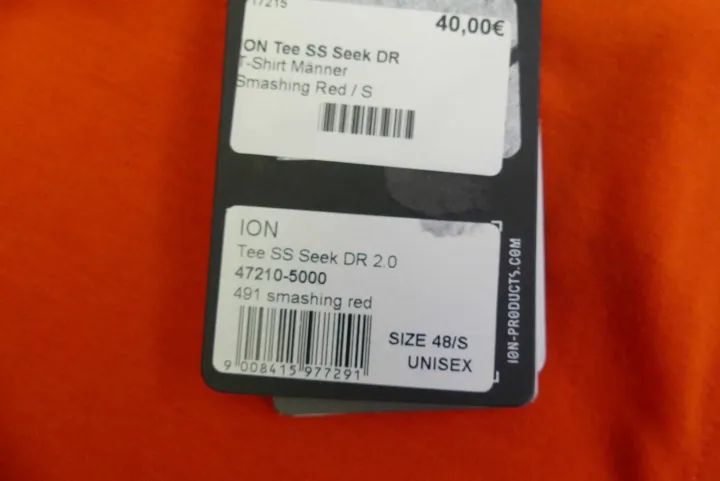 17215
40,00€
ION Tee SS Seek DR
T-Shirt Männer
Smashing Red / S
ION
Tee SS Seek DR 2.0
47210-5000
491 smashing red
SIZE 48/S
UNISEX
9 008415 977291
ION-PRODUCTS.COM